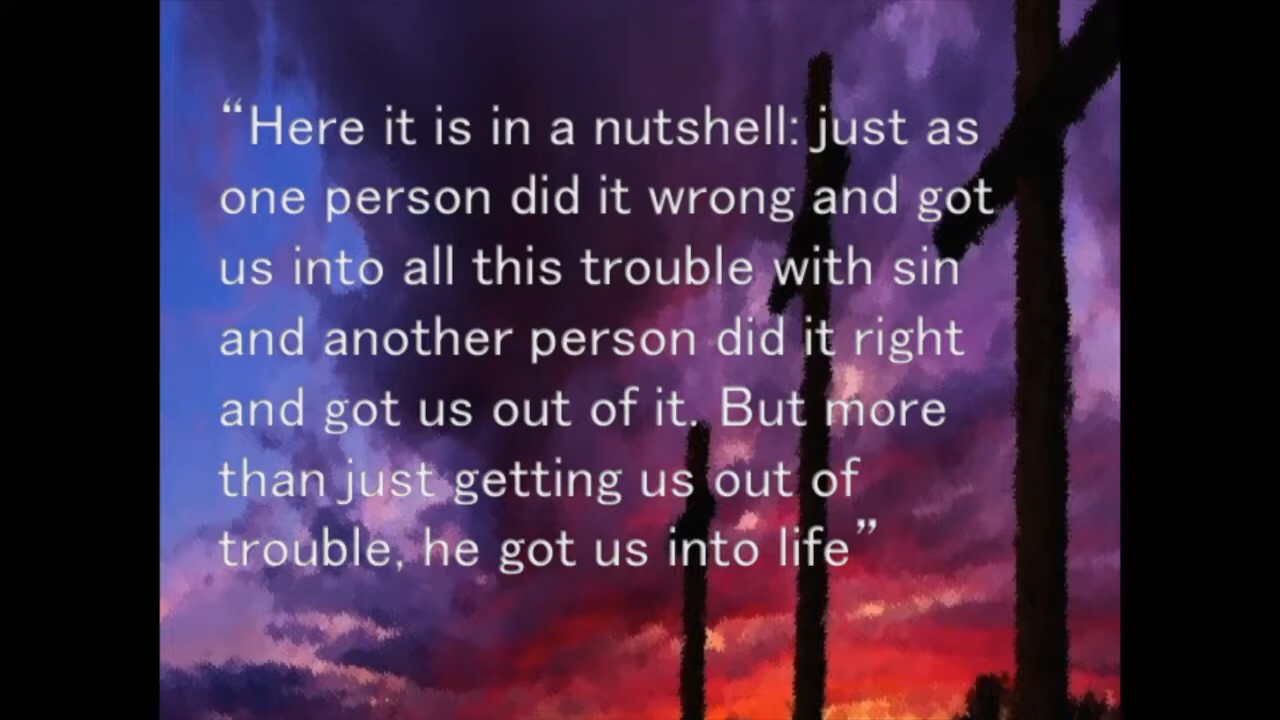 “Here it is in a nutshell: just as
one person did it wrong and got
us into all this trouble with sin
and another person did it right
and got us out of it. But more
than just getting us out of
trouble, he got us into life”